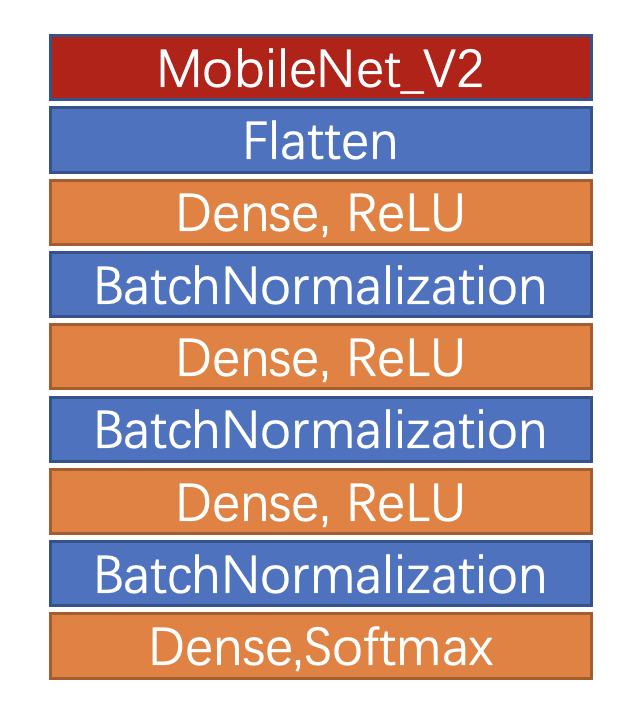 MobileNet_V2
Flatten
Dense, ReLU
BatchNormalization
Dense, ReLU
BatchNormalization
Dense, ReLU
BatchNormalization
Dense,Softmax